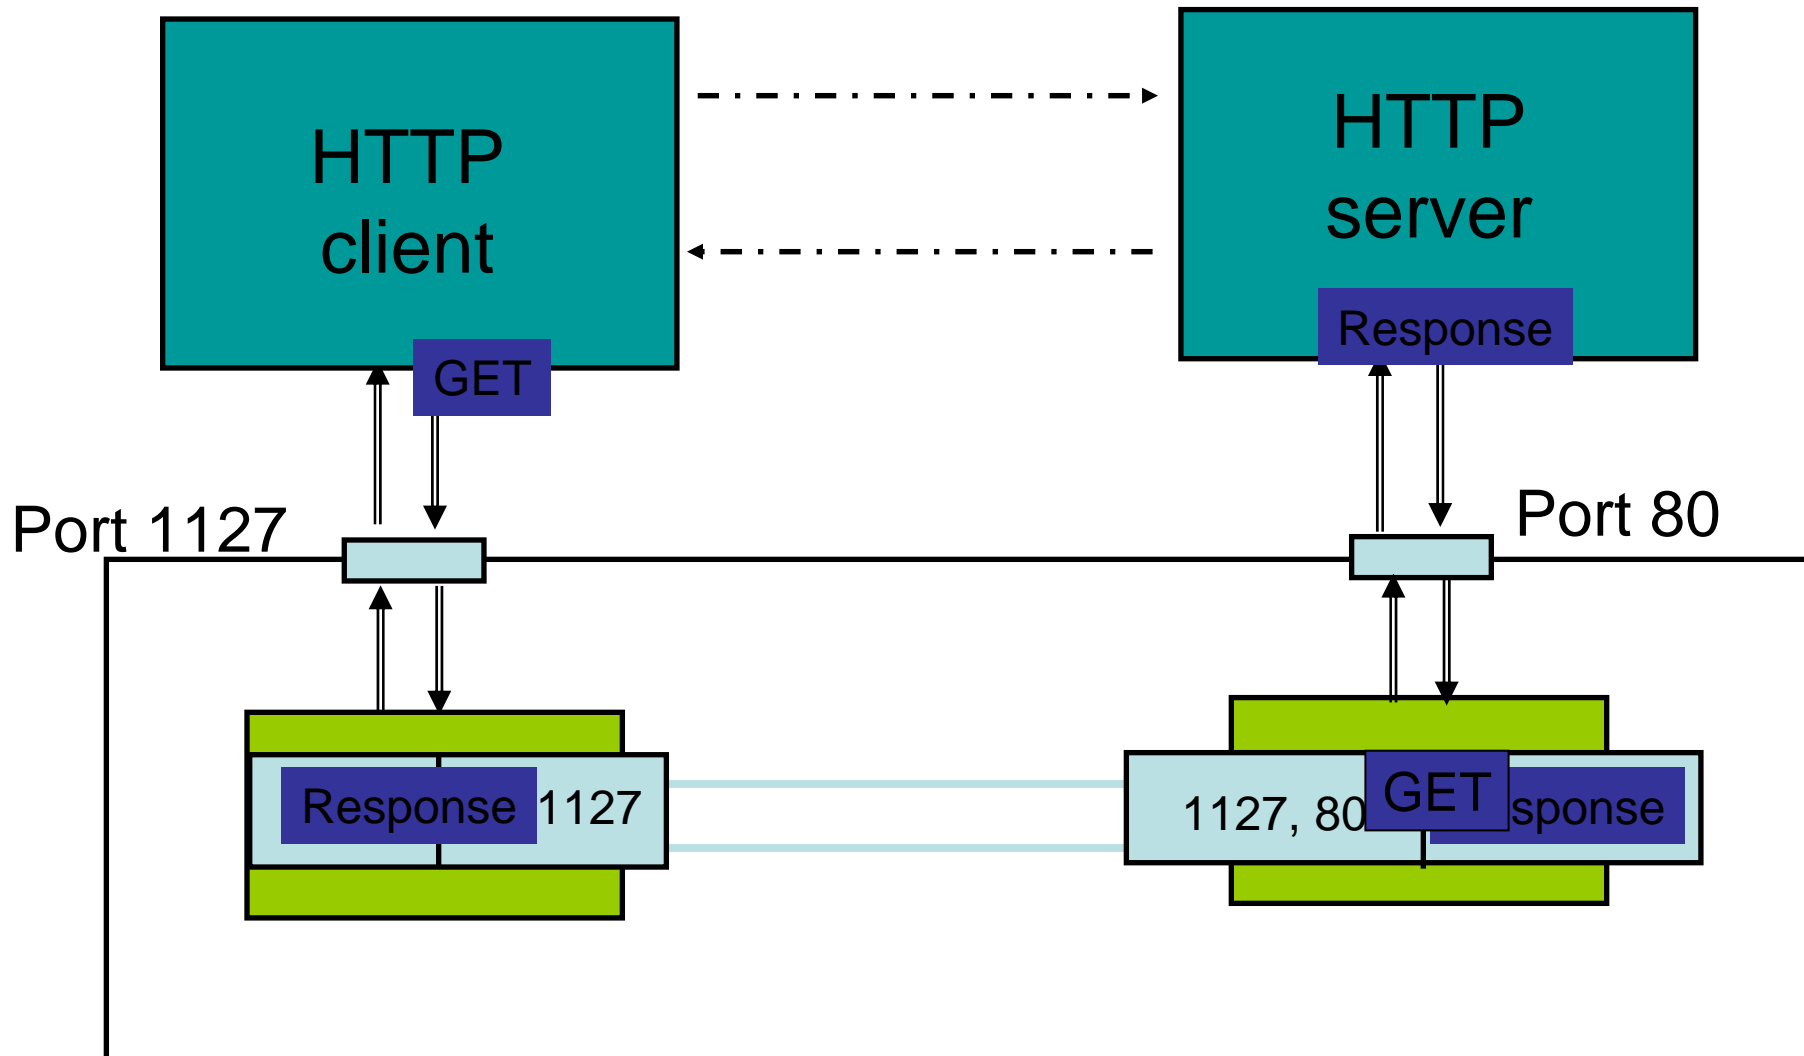 HTTP
client
HTTP
server
Response
GET
Port 1127
Port 80
Response 1127
1127, 80 GET sponse